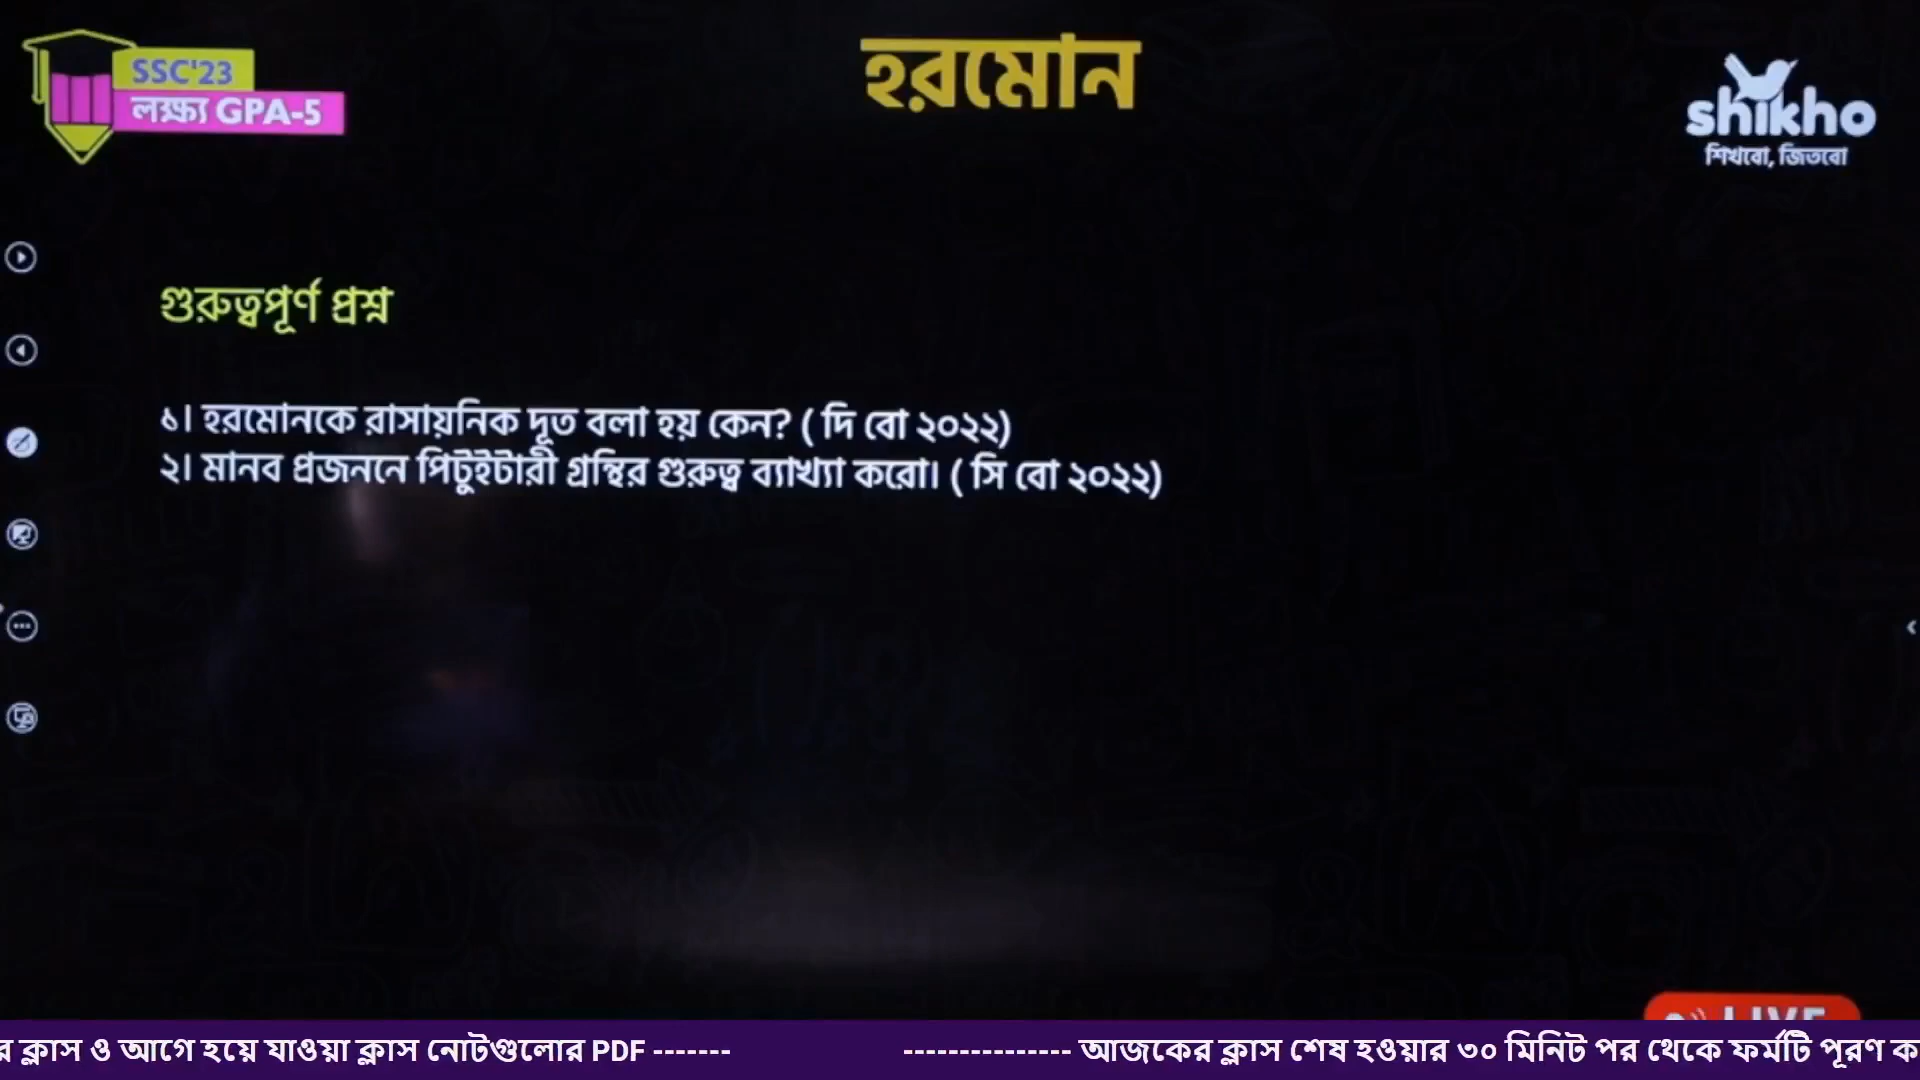 SSC'23
লক্ষ্য GPA-5
হরমোন
shikho
শিখবো, জিতবো
গুরুত্বপূর্ণ প্রশ্ন
১। হরমোনকে রাসায়নিক দূত বলা হয় কেন? ( দি বো ২০২২)
২। মানব প্রজননে পিটুইটারী গ্রন্থির গুরুত্ব ব্যাখ্যা করো। ( সি বো ২০২২)
LIVE
র ক্লাস ও আগে হয়ে যাওয়া ক্লাস নোটগুলোর PDF ------- --------------- আজকের ক্লাস শেষ হওয়ার ৩০ মিনিট পর থেকে ফর্মটি পূরণ ক